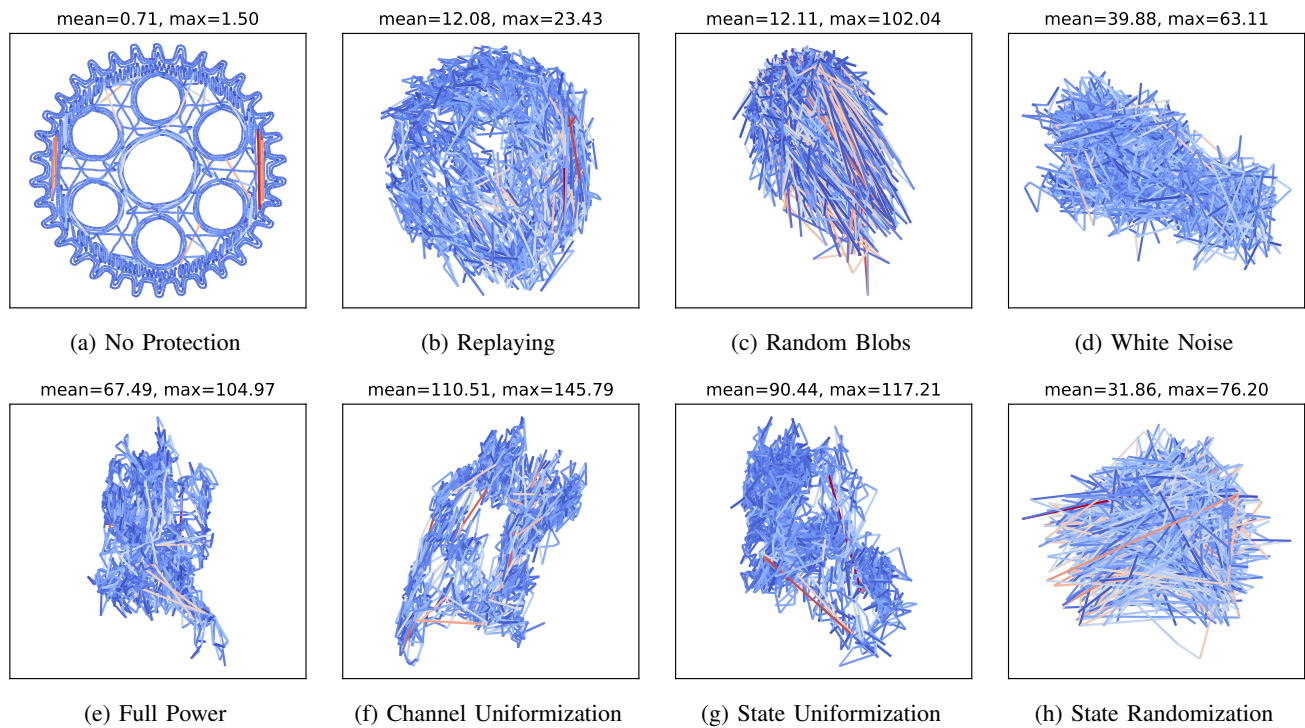 mean=0.71, max=1.50
mean=12.08, max=23.43
mean=12.11, max=102.04
mean=39.88, max=63.11
(a) No Protection
(b) Replaying
(c) Random Blobs
(d) White Noise
mean=67.49, max=104.97
mean=110.51, max=145.79
mean=90.44, max=117.21
mean=31.86, max=76.20
(e) Full Power
(f) Channel Uniformization
(g) State Uniformization
(h) State Randomization